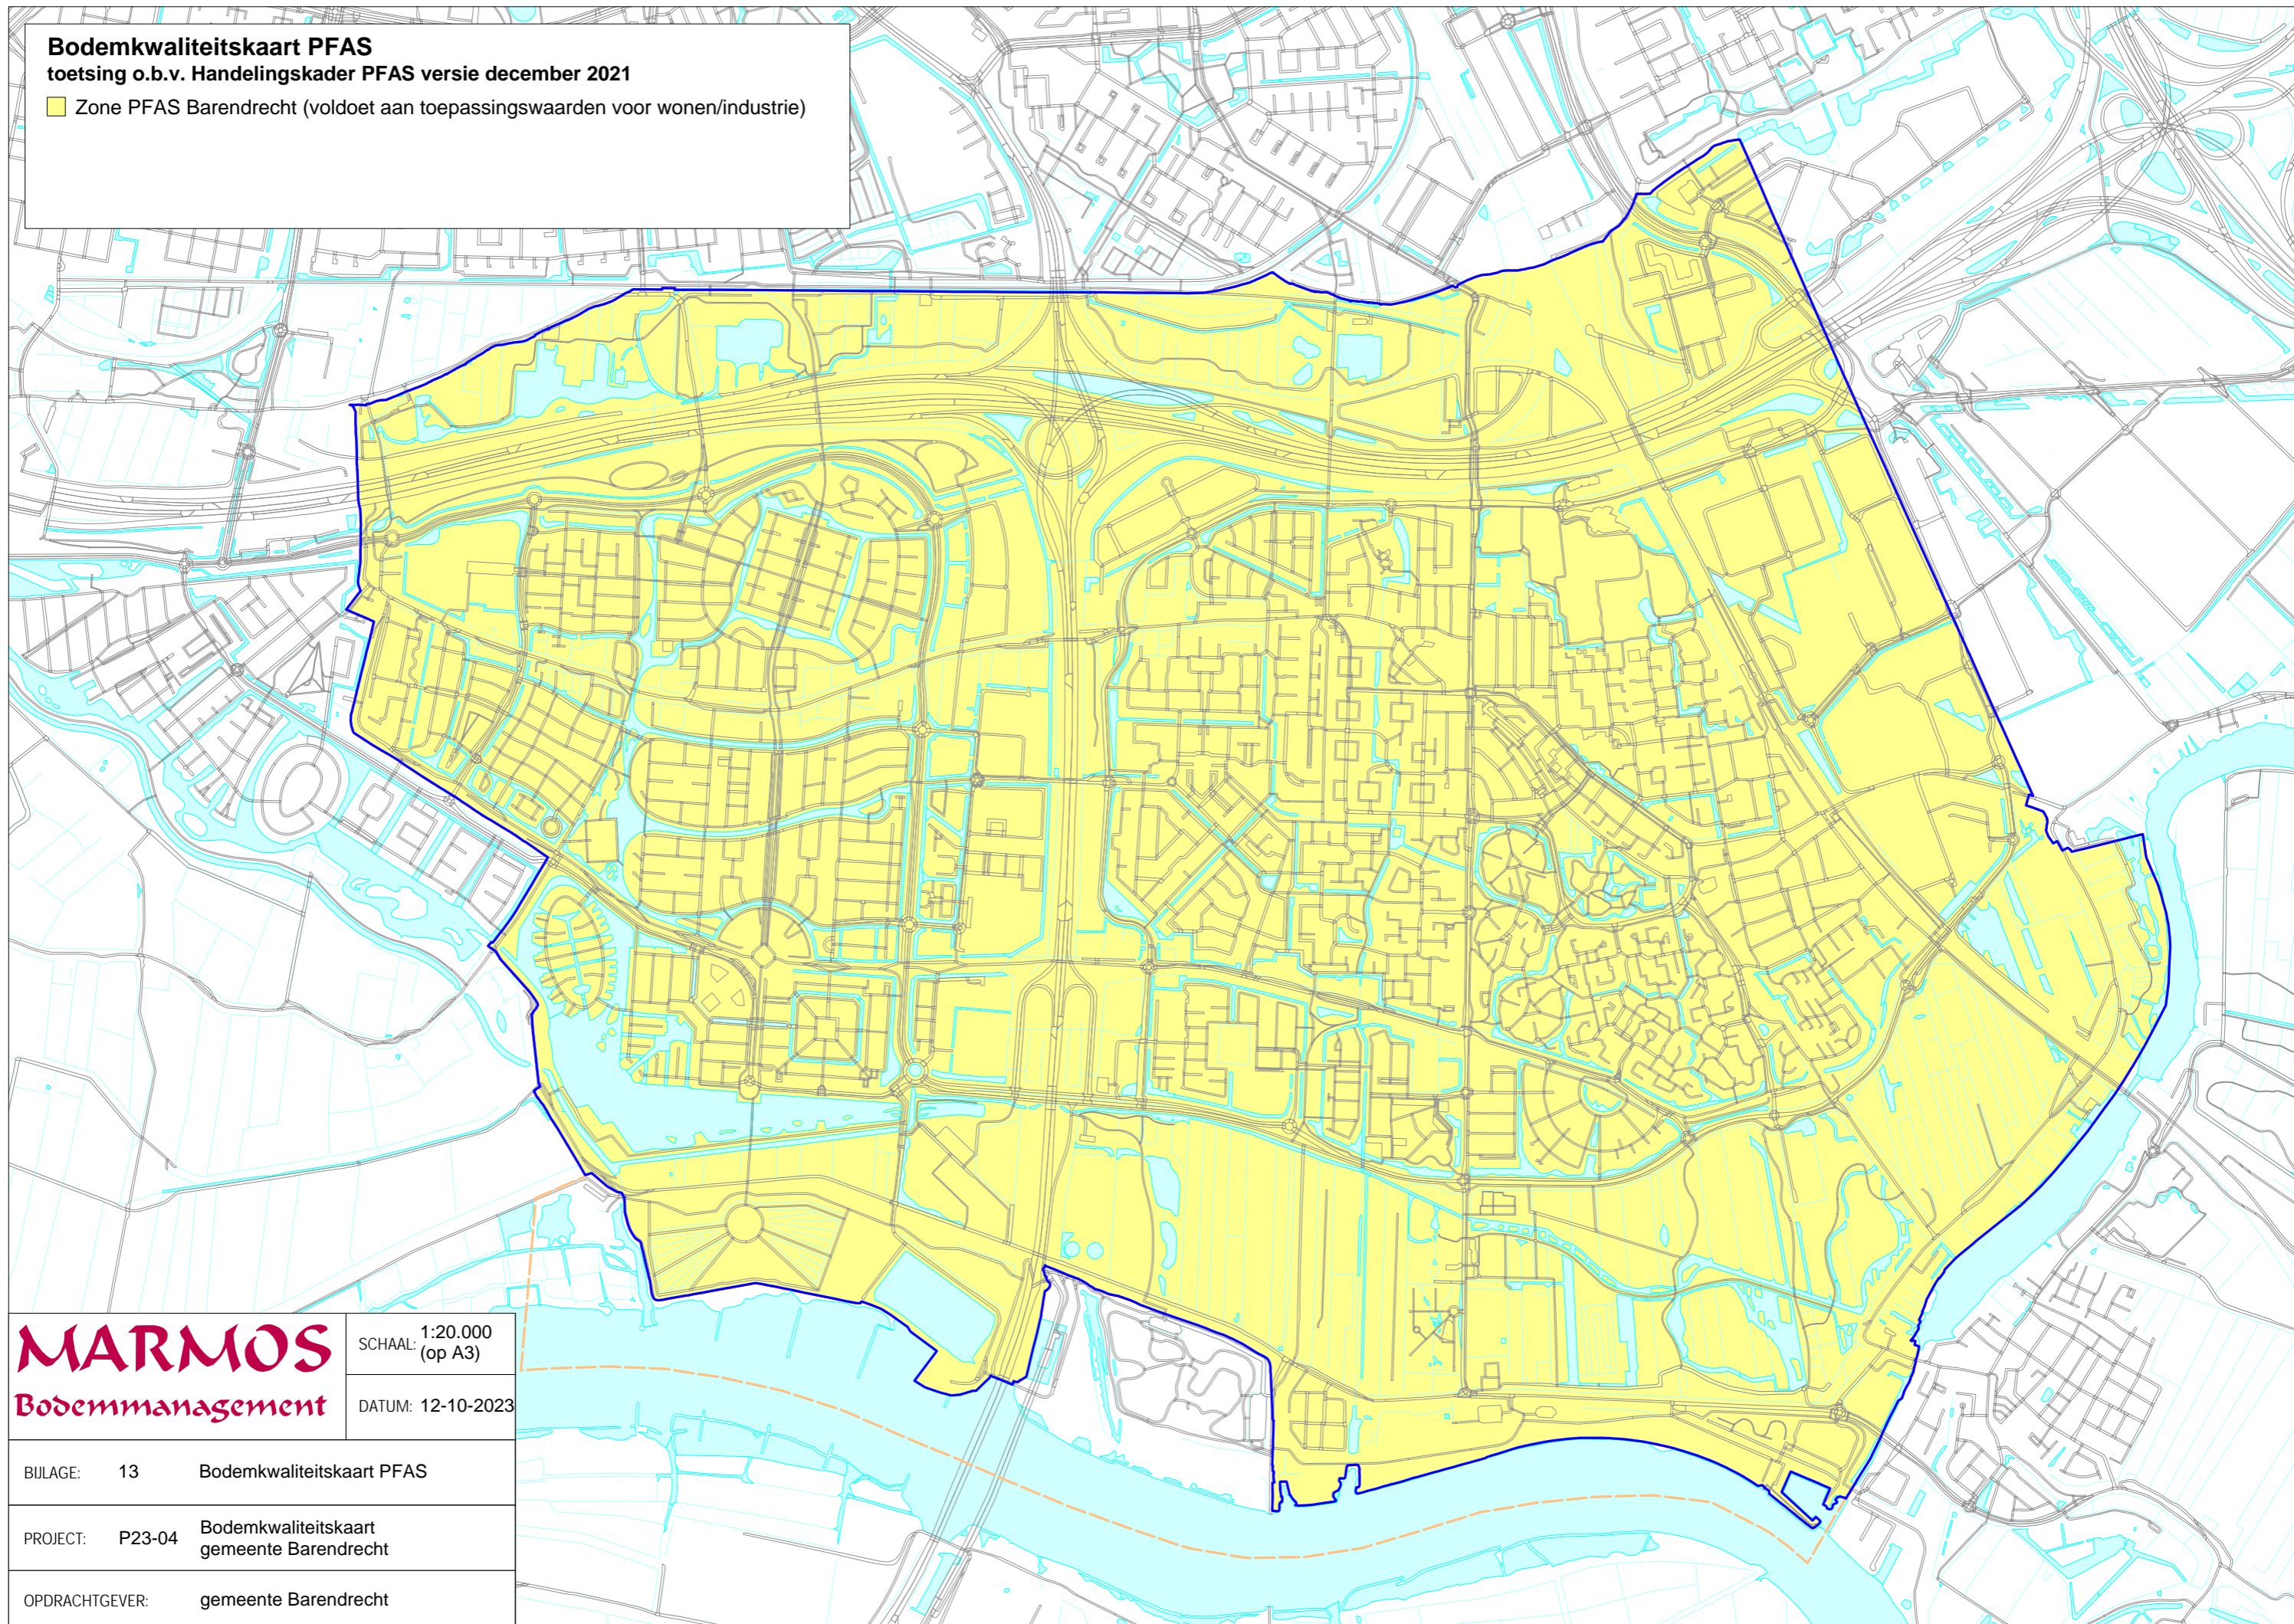 Bodemkwaliteitskaart PFAS
toetsing o.b.v. Handelingskader PFAS versie december 2021
Zone PFAS Barendrecht (voldoet aan toepassingswaarden voor wonen/industrie)
MARMOS
Bodemmanagement
SCHAAL: 1:20.000
(op A3)
DATUM: 12-10-2023
BIJLAGE: 13 Bodemkwaliteitskaart PFAS
PROJECT: P23-04 Bodemkwaliteitskaart
gemeente Barendrecht
OPDRACHTGEVER: gemeente Barendrecht